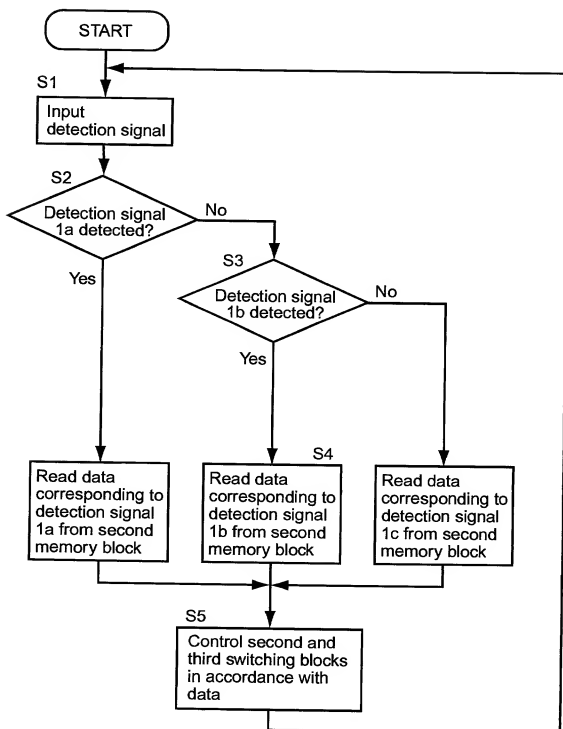 START
S1
Input
detection signal
S2
Detection signal
1a detected?
No
Yes
S3
Detection signal
1b detected?
No
Yes
S4
Read data
corresponding to
detection signal
1a from second
memory block
Read data
corresponding to
detection signal
1b from second
memory block
Read data
corresponding to
detection signal
1c from second
memory block
S5
Control second and
third switching blocks
in accordance with
data